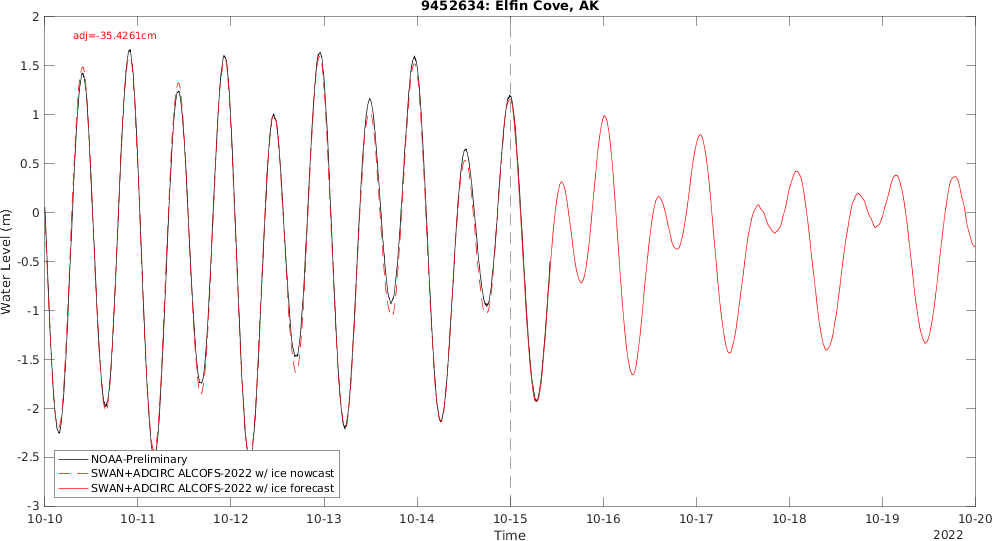 9452634: Elfin Cove, AK
adj=-35.4261cm
2
1.5
1
0.5
0
-0.5
-1
-1.5
-2
-2.5
-3
Water Level (m)
NOAA-Preliminary
SWAN+ADCIRC ALCOFS-2022 w/ ice nowcast
SWAN+ADCIRC ALCOFS-2022 w/ ice forecast
10-10 10-11 10-12 10-13 10-14 10-15 10-16 10-17 10-18 10-19 10-20
Time
2022